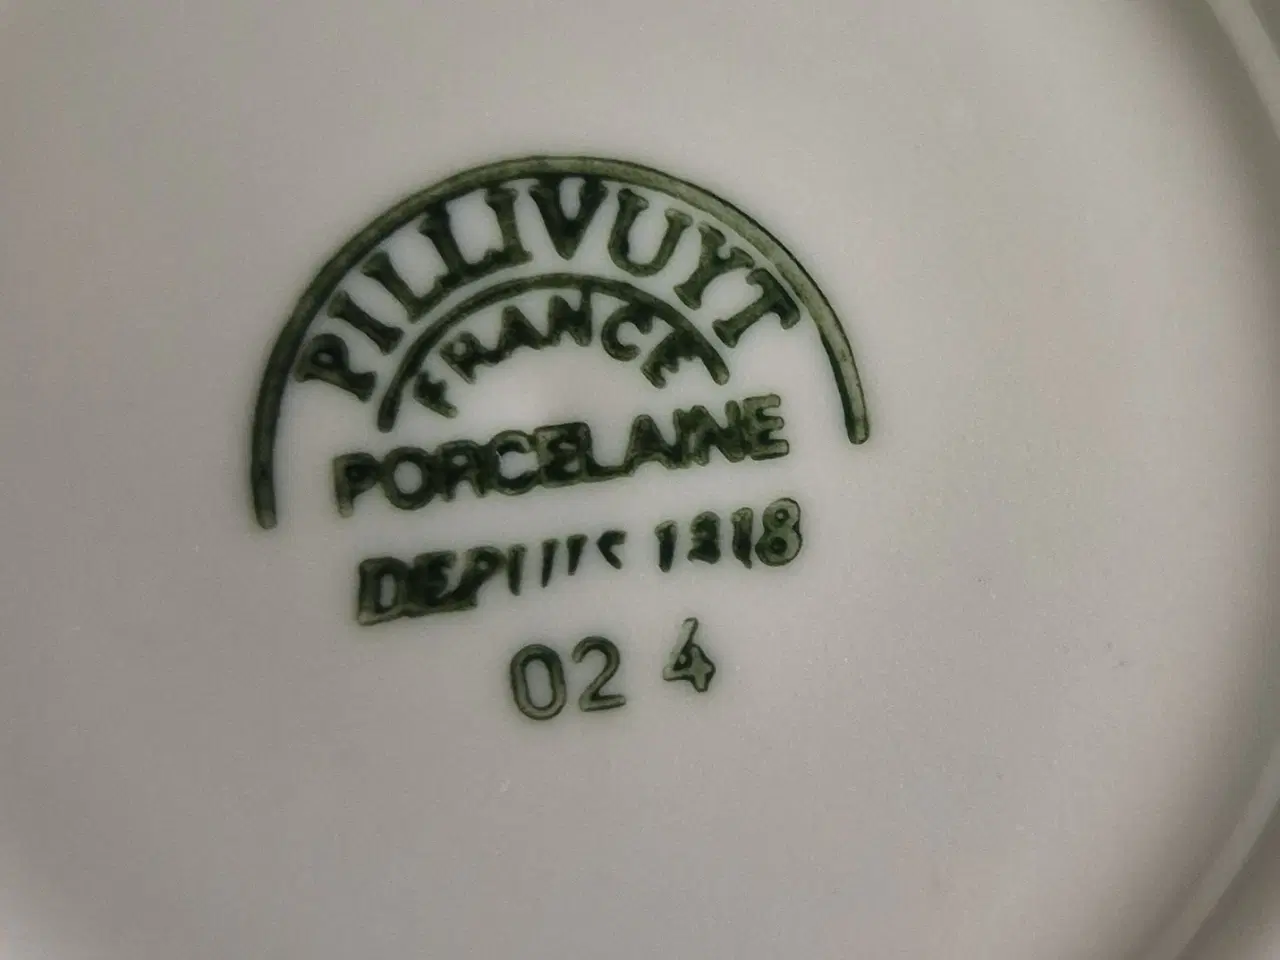 PILLIVUYT
FRANCE
PORCELAINE
DEPUIS 1818
02 4